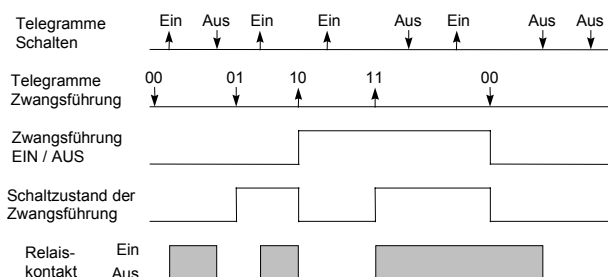 Telegramme Schalten
Ein Aus Ein Ein Aus Ein Aus Aus
Telegramme Zwangsführung
00 01 10 11 00
Zwangsführung EIN / AUS
Schaltzustand der Zwangsführung
Relais-kontakt
Ein
Aus